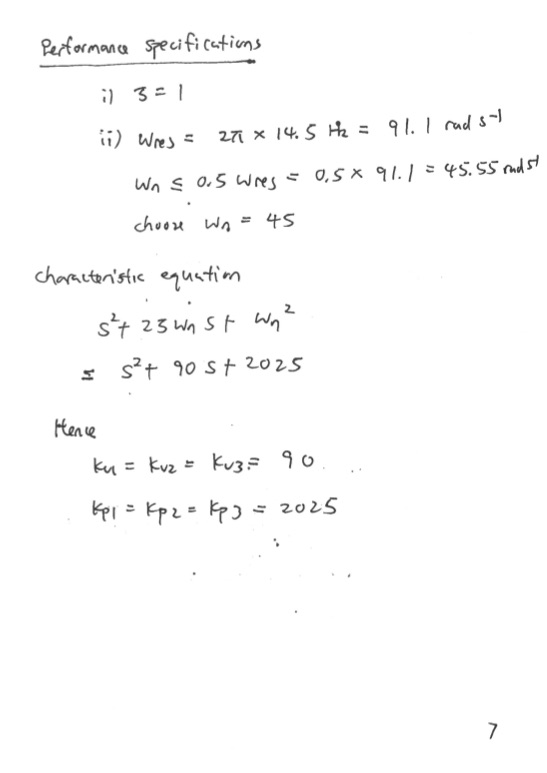 Performance specifications
i) ζ = 1
ii) Wres = 2π × 14.5 Hz = 91.1 rad s⁻¹
Wn ≤ 0.5 Wres = 0.5 × 91.1 = 45.55 rad s⁻¹
choose Wn = 45
Characteristic equation
s² + 2ζWn s + Wn²
= s² + 90 s + 2025
Hence
Kv1 = Kv2 = Kv3 = 90
Kp1 = Kp2 = Kp3 = 2025
7